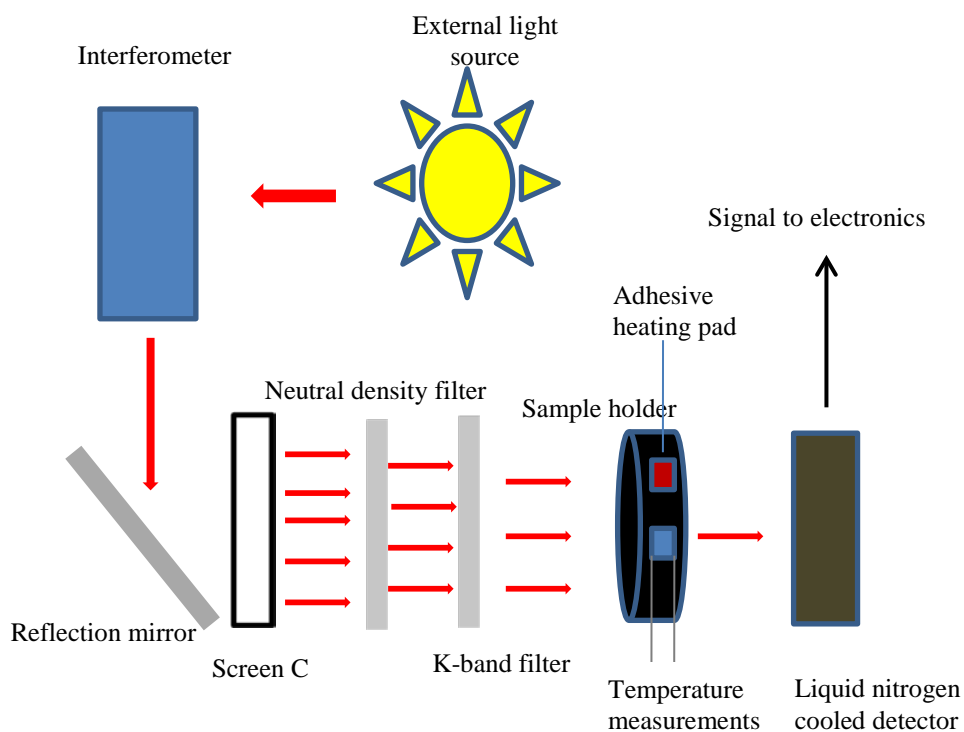 External light
source
Interferometer
Signal to electronics
Adhesive
heating pad
Neutral density filter
Sample holder
Reflection mirror
Screen C
K-band filter
Temperature
measurements
Liquid nitrogen
cooled detector